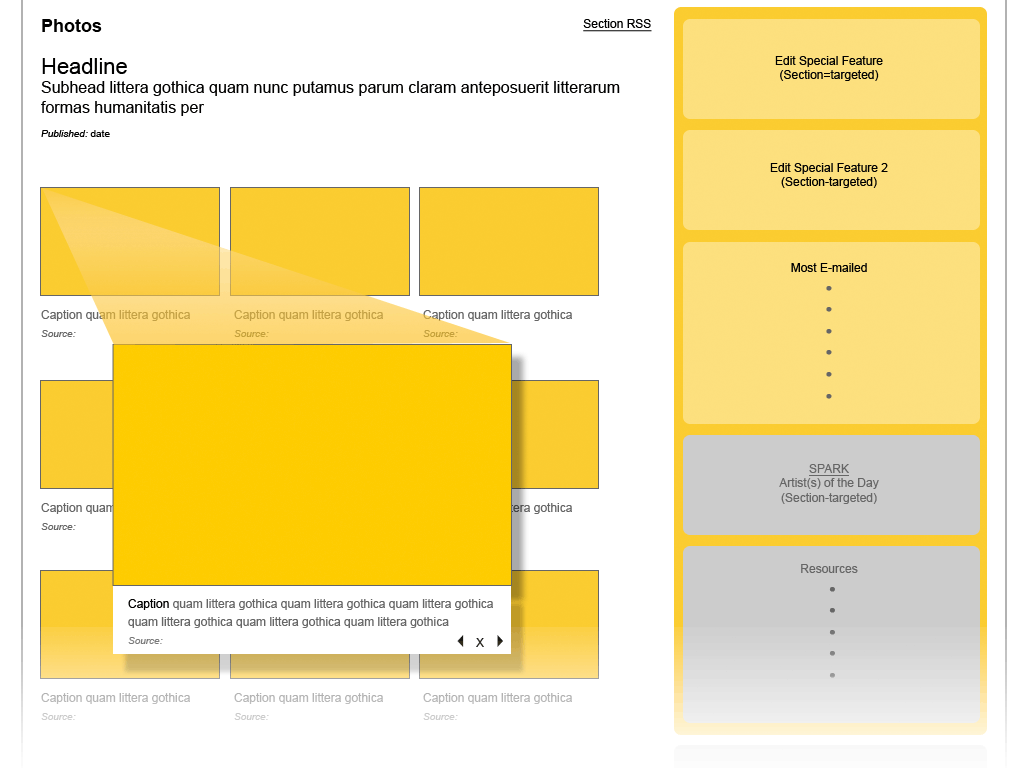 Photos
Section RSS
Headline
Subhead littera gothica quam nunc putamus parum claram anteposuerit litterarum
formas humanitatis per
Published: date
Caption quam littera gothica
Source:
Caption quam littera gothica
Source:
Caption quam littera gothica
Source:
Caption quam
Source:
tera gothica
Caption quam littera gothica quam littera gothica quam littera gothica
quam littera gothica quam littera gothica quam littera gothica
Source:
x
Caption quam littera gothica
Source:
Caption quam littera gothica
Source:
Caption quam littera gothica
Source:
Edit Special Feature
(Section=targeted)
Edit Special Feature 2
(Section-targeted)
Most E-mailed
SPARK
Artist(s) of the Day
(Section-targeted)
Resources